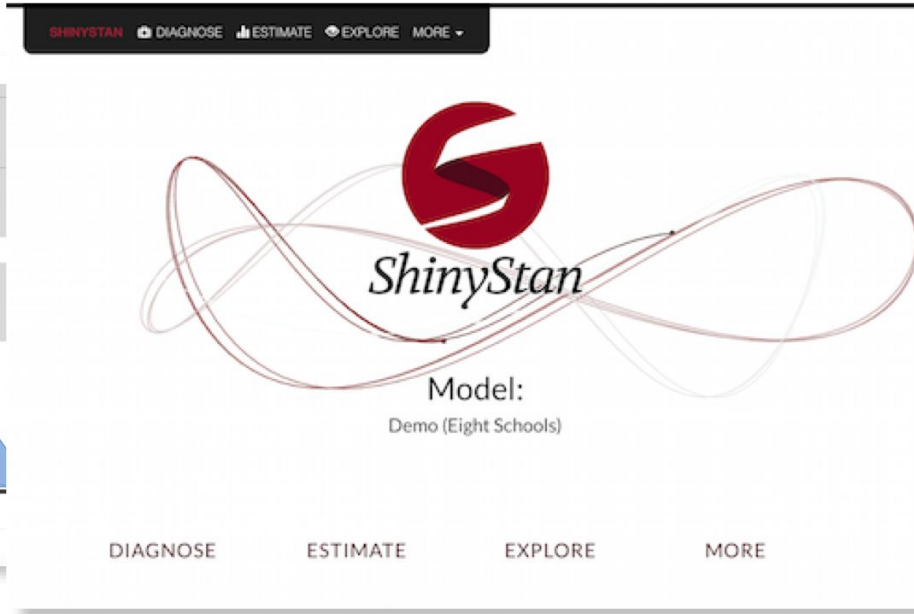 SHINYSTAN DIAGNOSE ESTIMATE EXPLORE MORE
ShinyStan
Model:
Demo (Eight Schools)
DIAGNOSE ESTIMATE EXPLORE MORE